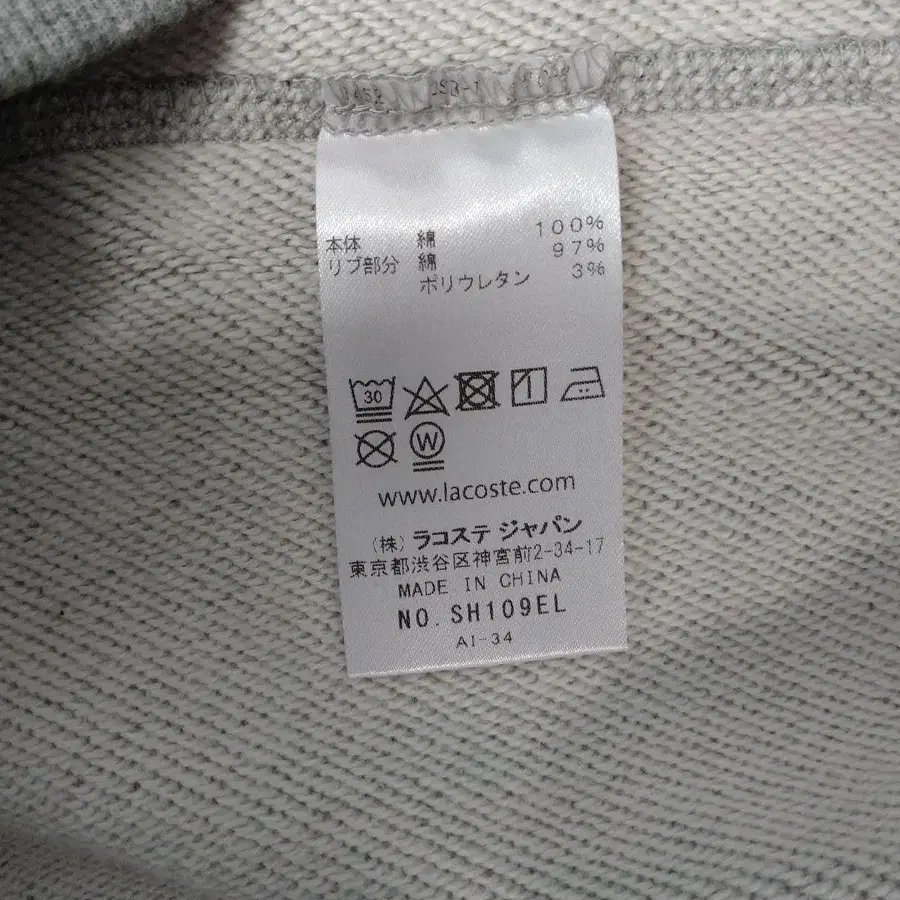 本体 綿 100%
リブ部分 綿 97%
ポリウレタン 3%
30
W
www.lacoste.com
(株) ラコステ ジャパン
東京都渋谷区神宮前2-34-17
MADE IN CHINA
NO. SH109EL
AI-34